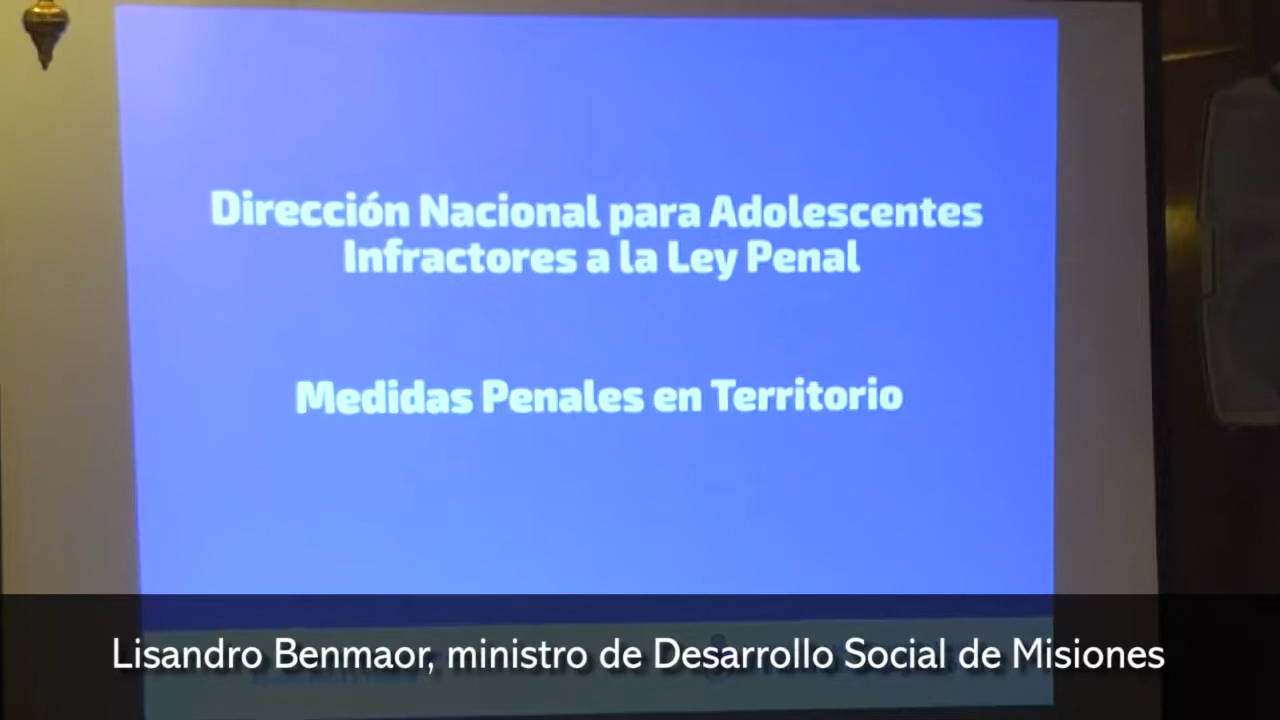 Dirección Nacional para Adolescentes
Infractores a la Ley Penal
Medidas Penales en Territorio
Lisandro Benmaor, ministro de Desarrollo Social de Misiones